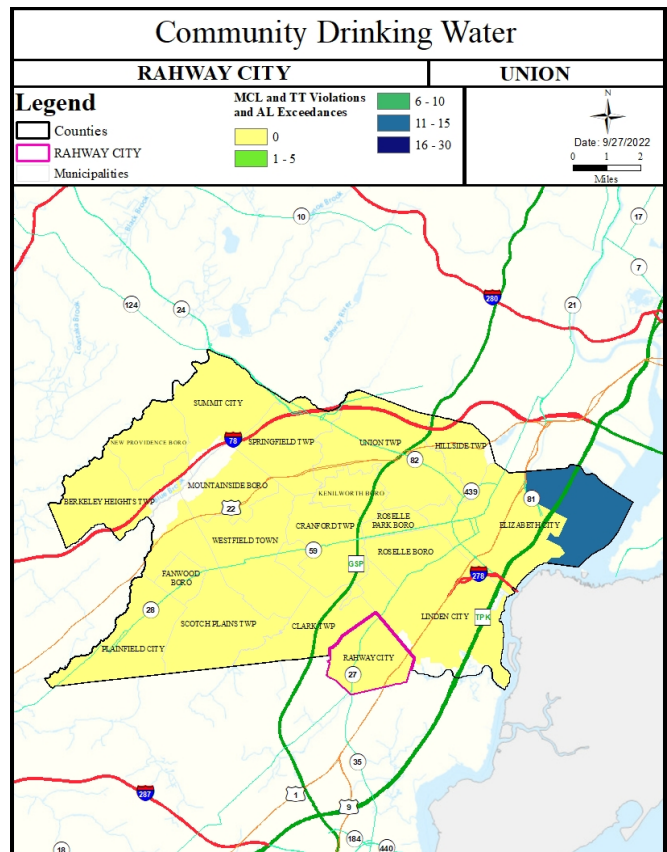 Community Drinking Water
RAHWAY CITY
UNION
Legend
Counties
RAHWAY CITY
Municipalities
MCL and TT Violations
and AL Exceedances
0
1 - 5
6 - 10
11 - 15
16 - 30
N
Date: 9/27/2022
0 1 2
Miles
Black Brook
10
17
7
280
124
24
21
Rahway River
SUMMIT CITY
NEW PROVIDENCE BORO
78
SPRINGFIELD TWP
UNION TWP
HILLSIDE TWP
82
MOUNTAINSIDE BORO
BERKELEY HEIGHTS TWP
KENILWORTH BORO
439
81
22
ROSELLE
PARK BORO
CRANFORD TWP
ELIZABETH CITY
WESTFIELD TOWN
59
ROSELLE BORO
GSP
278
FANWOOD
BORO
28
SCOTCH PLAINS TWP
CLARK TWP
LINDEN CITY
TPK
PLAINFIELD CITY
RAHWAY CITY
27
35
287
1
9
184
440
18